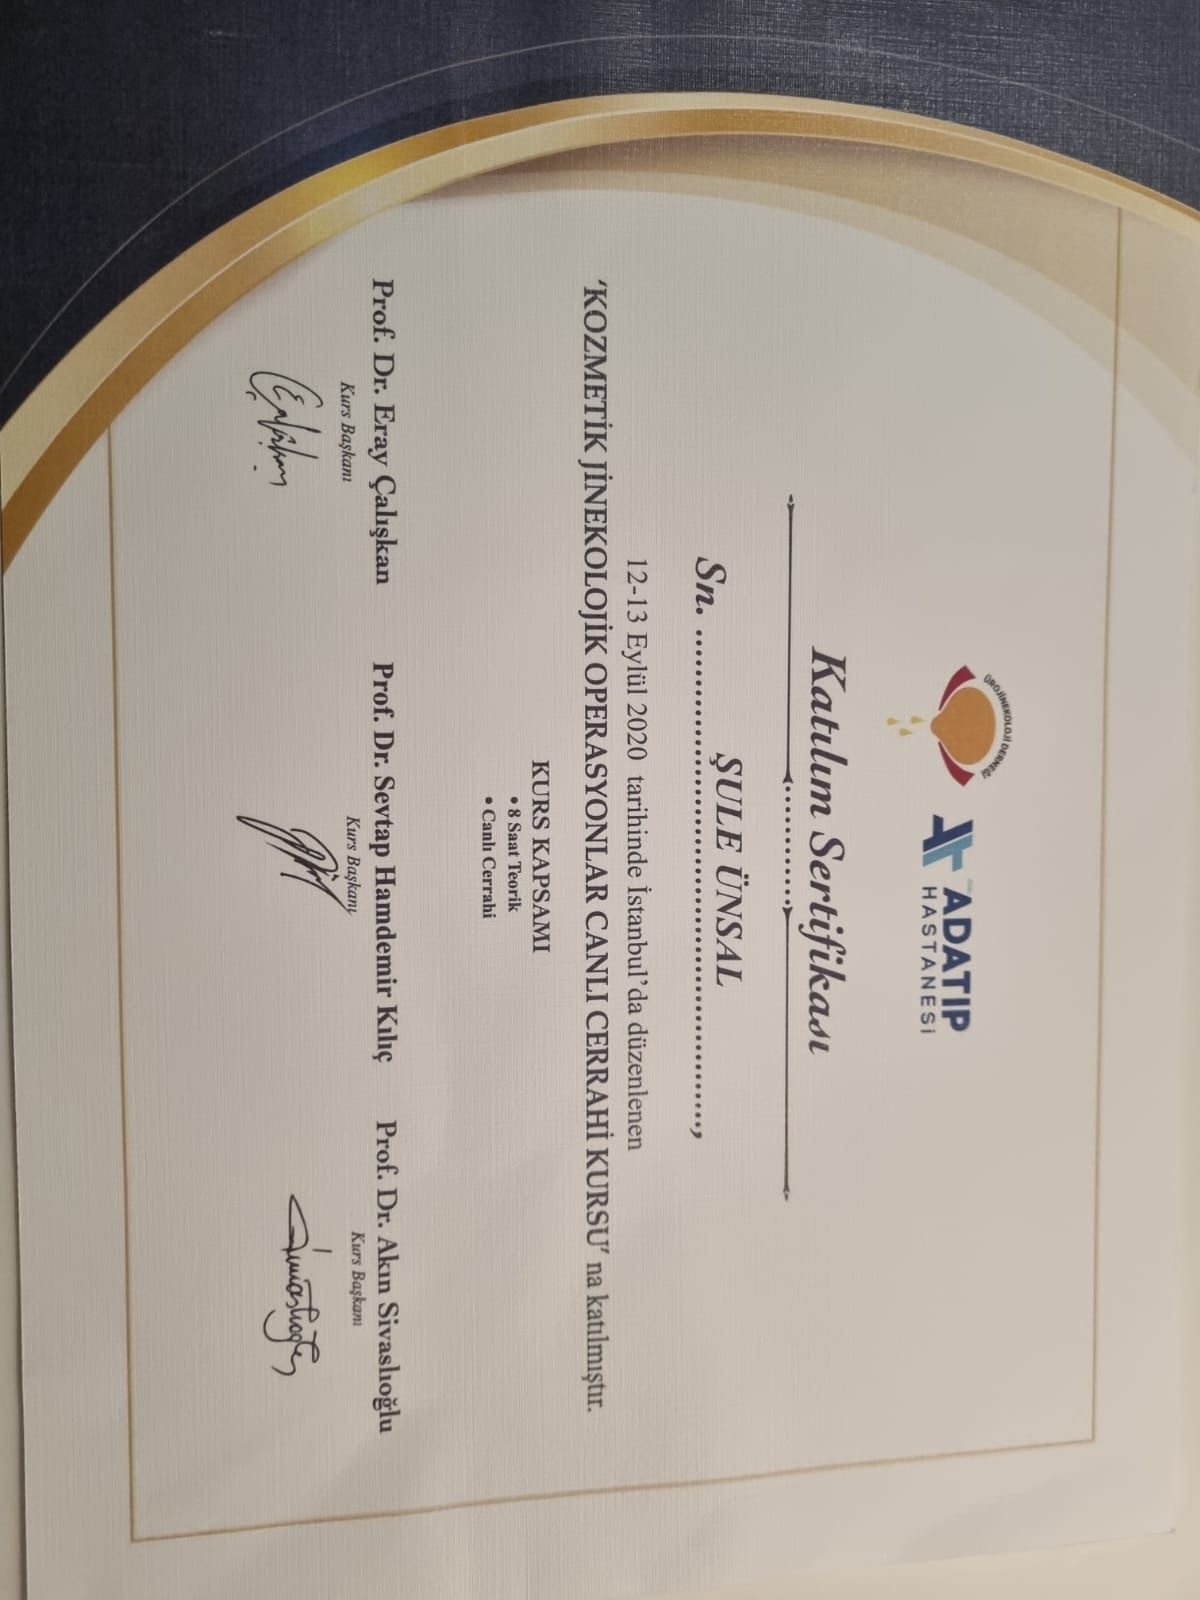 ÜROJİNEKOLOJİ DERNEĞİ
ADATIP
HASTANESİ
Katılım Sertifikası
ŞULE ÜNSAL
Sn. ..............................................................,
12-13 Eylül 2020 tarihinde İstanbul'da düzenlenen
'KOZMETİK JİNEKOLOJİK OPERASYONLAR CANLI CERRAHİ KURSU' na katılmıştır.
KURS KAPSAMI
• 8 Saat Teorik
• Canlı Cerrahi
Prof. Dr. Eray Çalışkan
Kurs Başkanı
Prof. Dr. Sevtap Hamdemir Kılıç
Kurs Başkanı
Prof. Dr. Akın Sivaslıoğlu
Kurs Başkanı